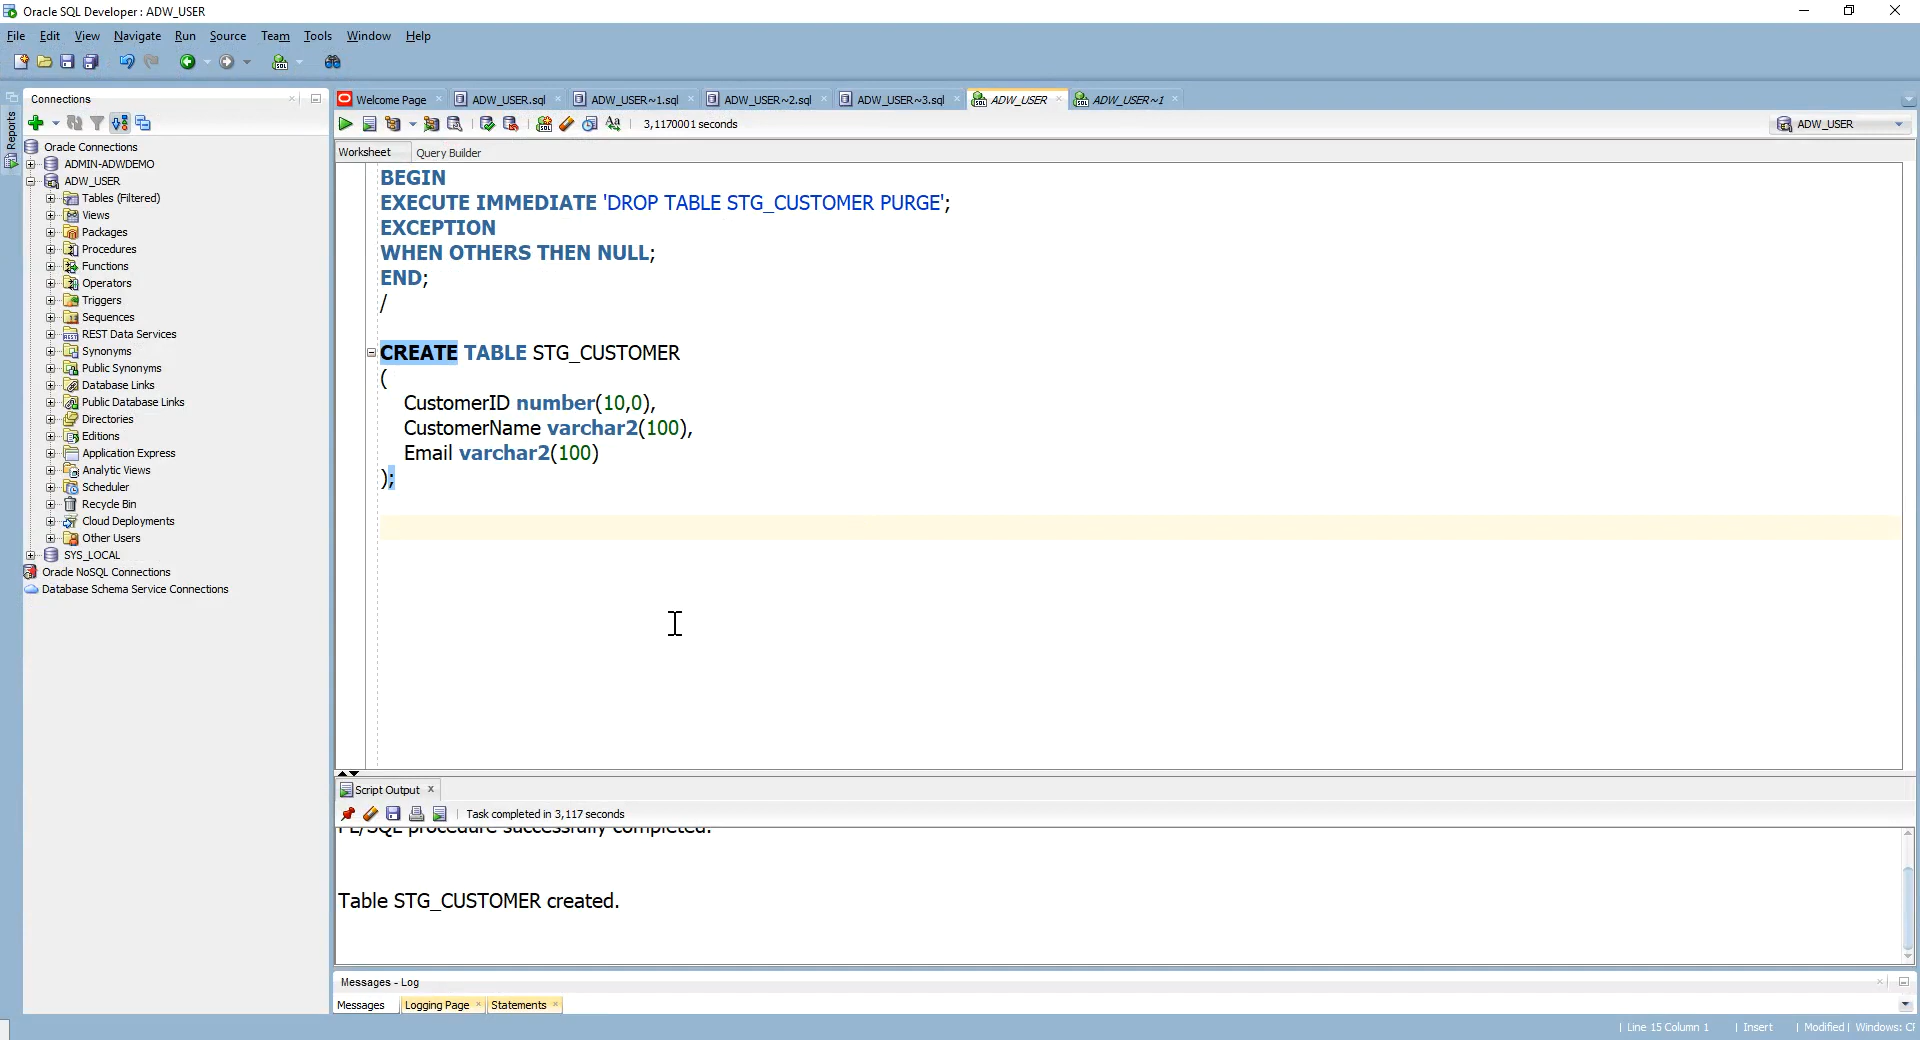 Oracle SQL Developer : ADW_USER
File Edit View Navigate Run Source Team Tools Window Help
Reports
Connections
Oracle Connections
ADMIN-ADWDEMO
ADW_USER
Tables (Filtered)
Views
Packages
Procedures
Functions
Operators
Triggers
Sequences
REST Data Services
Synonyms
Public Synonyms
Database Links
Public Database Links
Directories
Editions
Application Express
Analytic Views
Scheduler
Recycle Bin
Cloud Deployments
Other Users
SYS_LOCAL
Oracle NoSQL Connections
Database Schema Service Connections
Welcome Page ADW_USER.sql ADW_USER~1.sql ADW_USER~2.sql ADW_USER~3.sql ADW_USER ADW_USER~1
3,1170001 seconds
ADW_USER
Worksheet Query Builder
BEGIN
EXECUTE IMMEDIATE 'DROP TABLE STG_CUSTOMER PURGE';
EXCEPTION
WHEN OTHERS THEN NULL;
END;
/
CREATE TABLE STG_CUSTOMER
(
CustomerID number(10,0),
CustomerName varchar2(100),
Email varchar2(100)
);
Script Output
Task completed in 3,117 seconds
PL/SQL procedure successfully completed.
Table STG_CUSTOMER created.
Messages - Log
Messages Logging Page Statements
Line 15 Column 1 | Insert | Modified | Windows: CF